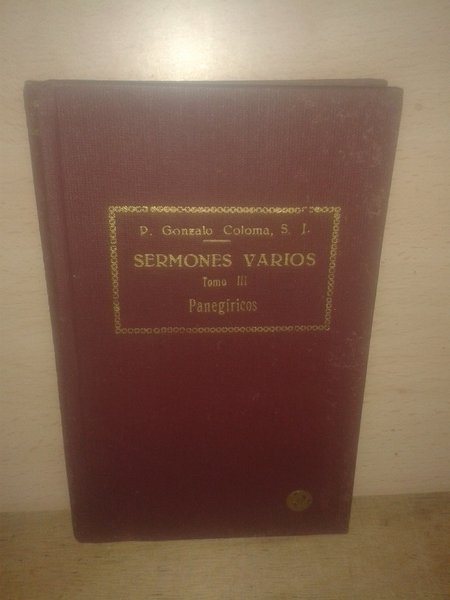 P. Gonzalo Coloma, S. J.
SERMONES VARIOS
Tomo III
Panegíricos